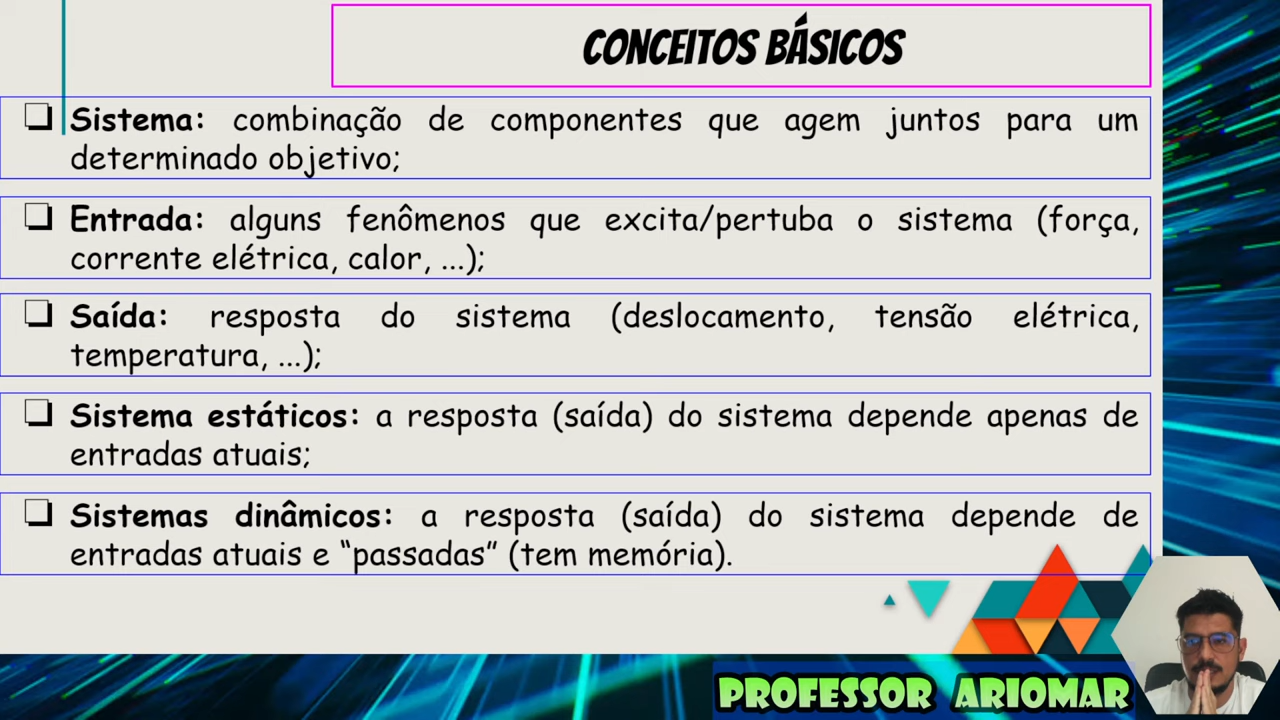 CONCEITOS BÁSICOS
❏ Sistema: combinação de componentes que agem juntos para um
determinado objetivo;
❏ Entrada: alguns fenômenos que excita/pertuba o sistema (força,
corrente elétrica, calor, ...);
❏ Saída: resposta do sistema (deslocamento, tensão elétrica,
temperatura, ...);
❏ Sistema estáticos: a resposta (saída) do sistema depende apenas de
entradas atuais;
❏ Sistemas dinâmicos: a resposta (saída) do sistema depende de
entradas atuais e “passadas” (tem memória).
PROFESSOR ARIOMAR